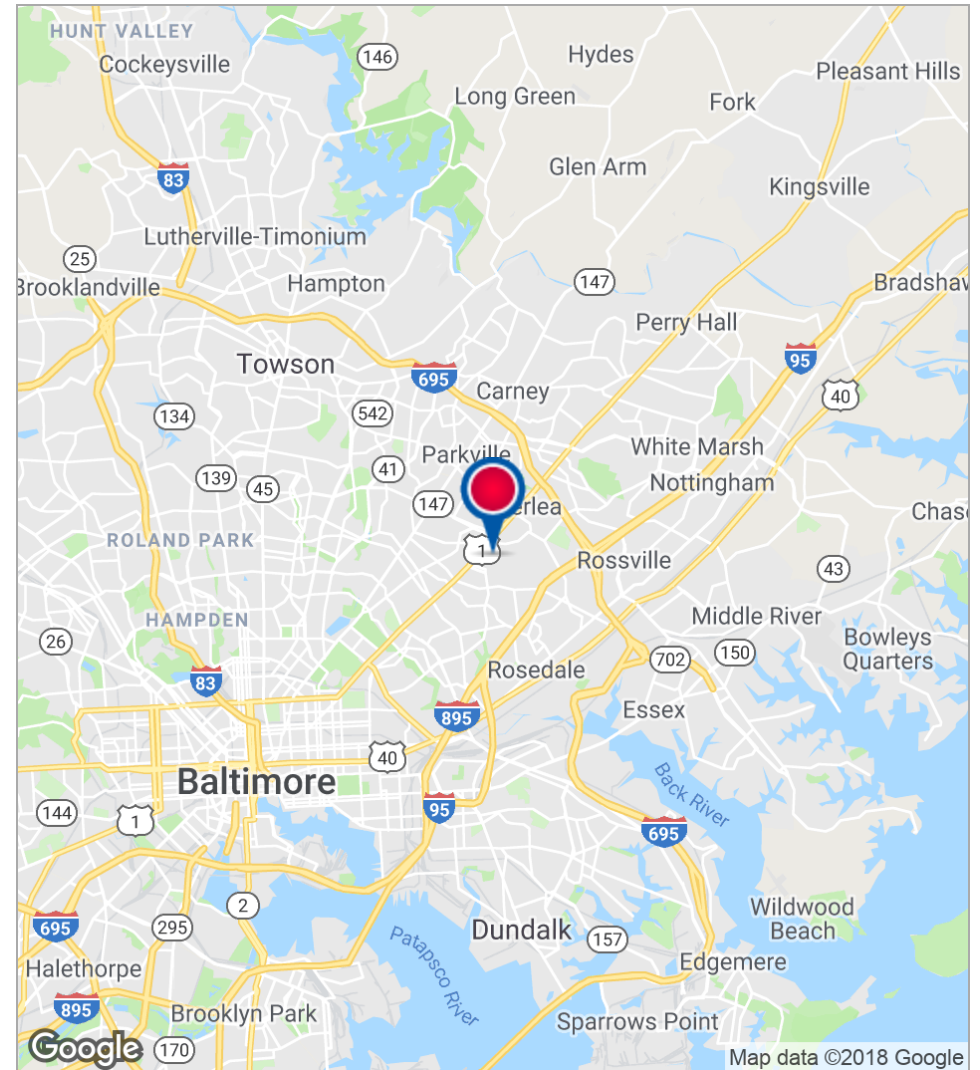 HUNT VALLEY
Cockeysville
146
Hydes
Pleasant Hills
Long Green
Fork
83
Glen Arm
Kingsville
Lutherville-Timonium
25
Brooklandville
Hampton
147
Bradshaw
Perry Hall
95
Towson
695
Carney
40
134
542
Parkville
White Marsh
41
139
45
Nottingham
147
erlea
Chas
ROLAND PARK
1
Rossville
43
HAMPDEN
Middle River
26
Bowleys
Quarters
150
702
Rosedale
83
895
Essex
40
Baltimore
Back River
144
1
95
695
2
Wildwood
Beach
695
295
Dundalk
157
Patapsco River
Halethorpe
Edgemere
895
Brooklyn Park
Sparrows Point
Google
170
Map data ©2018 Google